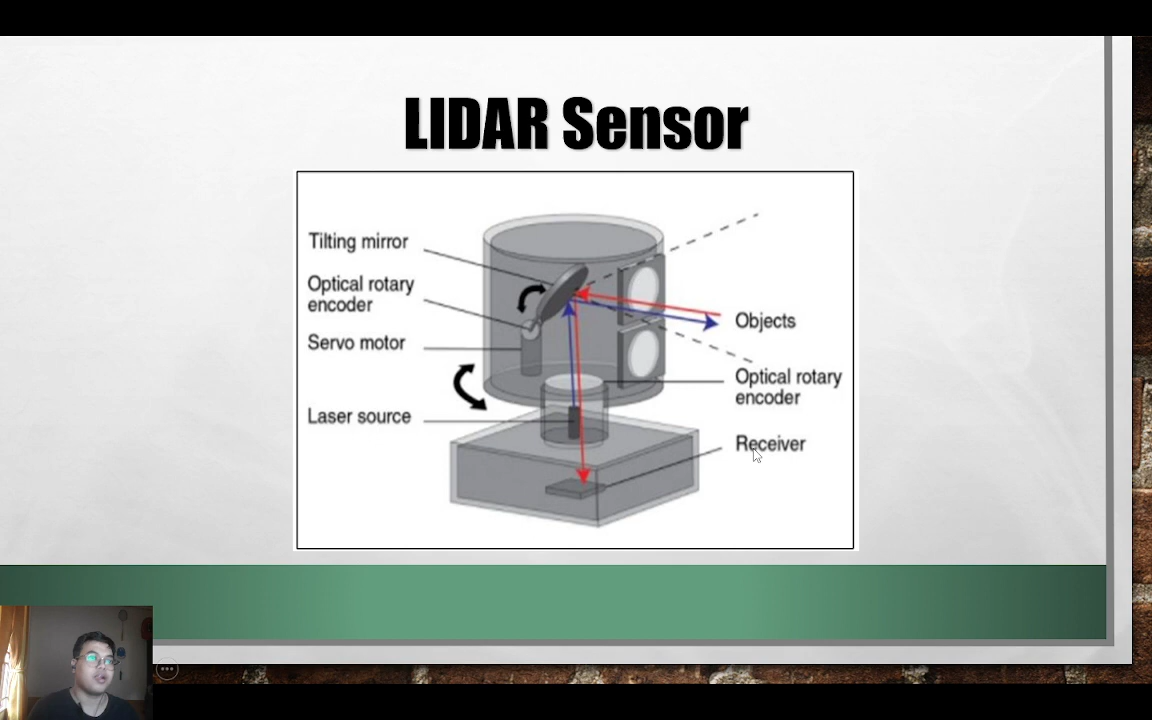 LIDAR Sensor
Tilting mirror
Optical rotary
encoder
Servo motor
Laser source
Objects
Optical rotary
encoder
Receiver